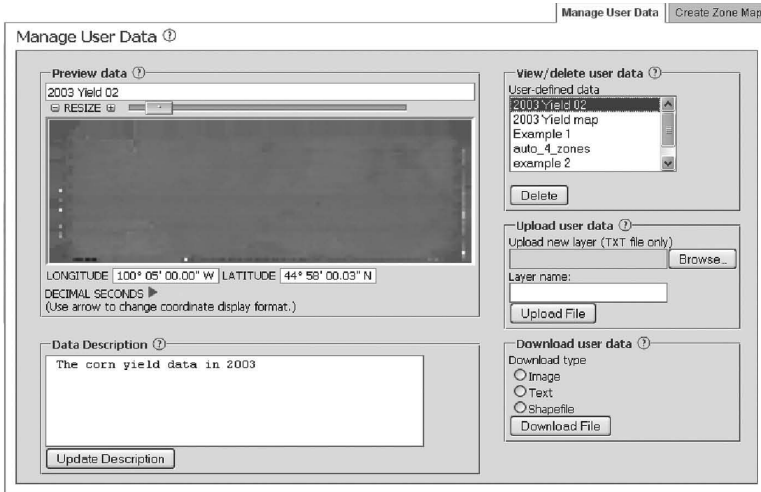 Manage User Data
Create Zone Map
Manage User Data ?
Preview data ?
2003 Yield 02
RESIZE
LONGITUDE 100° 05' 00.00" W LATITUDE 44° 58' 00.03" N
DECIMAL SECONDS
(Use arrow to change coordinate display format.)
Data Description ?
The corn yield data in 2003
Update Description
View/delete user data ?
User-defined data
2003 Yield 02
2003 Yield map
Example 1
auto_4_zones
example 2
Delete
Upload user data ?
Upload new layer (TXT file only)
Browse...
Layer name:
Upload File
Download user data ?
Download type
Image
Text
Shapefile
Download File